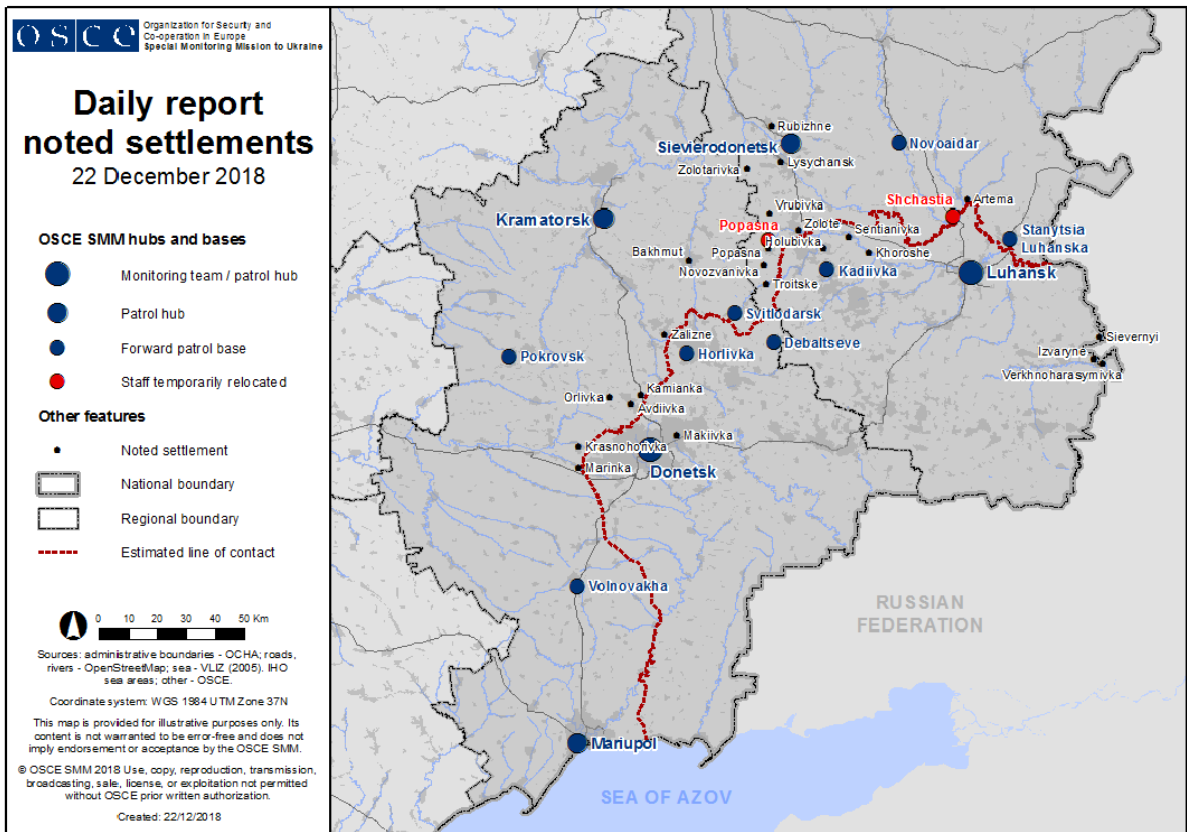 OSCE
Organization for Security and
Co-operation in Europe
Special Monitoring Mission to Ukraine
Daily report
noted settlements
22 December 2018
OSCE SMM hubs and bases
Monitoring team / patrol hub
Patrol hub
Forward patrol base
Staff temporarily relocated
Other features
Noted settlement
National boundary
Regional boundary
Estimated line of contact
0 10 20 30 40 50 Km
Sources: administrative boundaries - OCHA; roads,
rivers - OpenStreetMap; sea - VLIZ (2005). IHO
sea areas; other - OSCE.
Coordinate system: WGS 1984 UTM Zone 37N
This map is provided for illustrative purposes only. Its
content is not warranted to be error-free and does not
imply endorsement or acceptance by the OSCE SMM.
© OSCE SMM 2018 Use, copy, reproduction, transmission,
broadcasting, sale, license, or exploitation not permitted
without OSCE prior written authorization.
Created: 22/12/2018
Rubizhne
Sievierodonetsk
Novoaidar
Lysychansk
Zolotarivka
Shchastia
Artema
Kramatorsk
Vrubivka
Popasna
Zolote
Sentianivka
Stanytsia
Luhanska
Holubivka
Bakhmut
Popasna
Khoroshe
Novozvanivka
Kadiivka
Luhansk
Troitske
Svitlodarsk
Zalizne
Debaltseve
Sievernyi
Pokrovsk
Horlivka
Izvaryne
Verkhnoharasymivka
Kamianka
Orlivka
Avdiivka
Makiivka
Krasnohorivka
Marinka
Donetsk
Volnovakha
RUSSIAN
FEDERATION
Mariupol
SEA OF AZOV